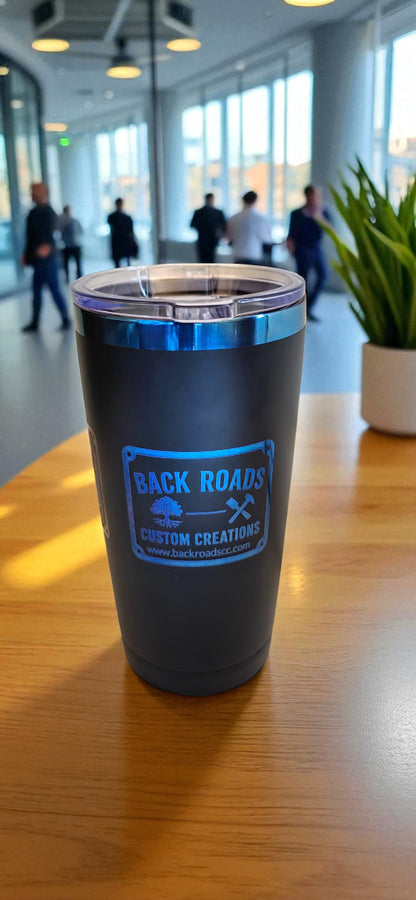 BACK ROADS
CUSTOM CREATIONS
www.backroadscc.com